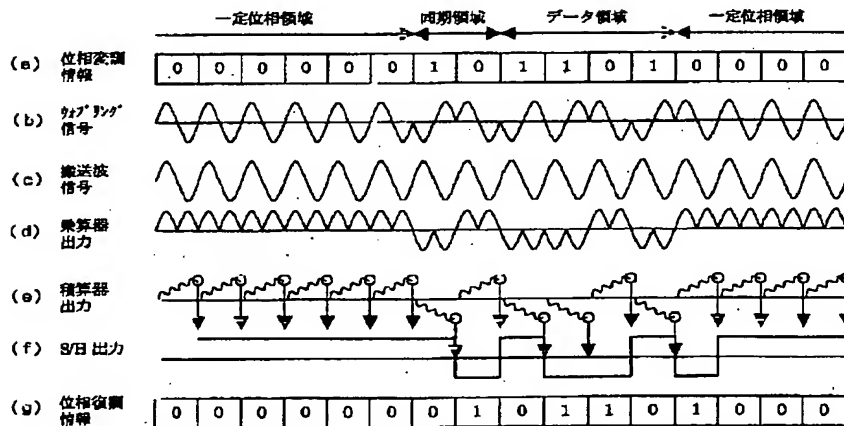 一定位相領域 同期領域 データ領域 一定位相領域
(a) 位相変調
情報
0 0 0 0 0 0 1 0 1 1 0 1 0 0 0 0
(b) ウォブリング
信号
(c) 搬送波
信号
(d) 乗算器
出力
(e) 積算器
出力
(f) S/H 出力
(g) 位相復調
情報
0 0 0 0 0 0 0 1 0 1 1 0 1 0 0 0